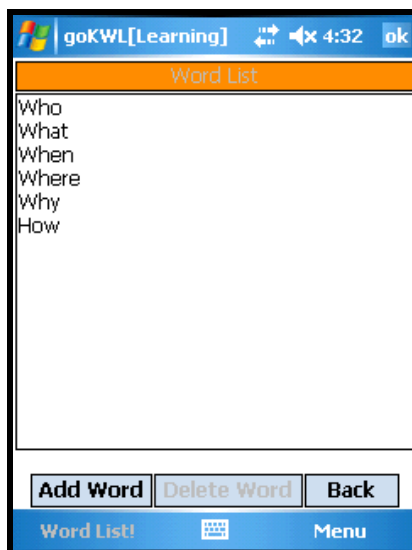 goKWL[Learning] 4:32 ok
Word List
Who
What
When
Where
Why
How
Add Word Delete Word Back
Word List! Menu